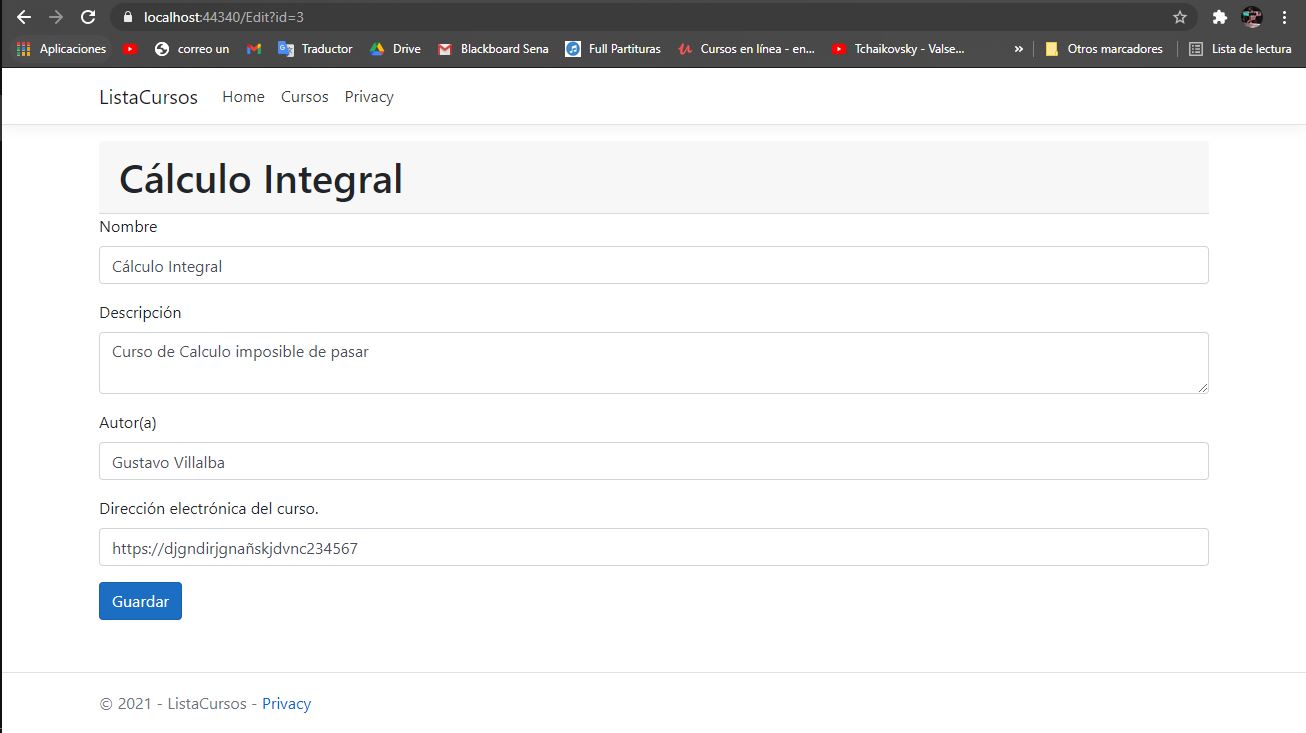 localhost:44340/Edit?id=3
Aplicaciones correo un Traductor Drive Blackboard Sena Full Partituras Cursos en línea - en... Tchaikovsky - Valse... » Otros marcadores Lista de lectura
ListaCursos Home Cursos Privacy
Cálculo Integral
Nombre
Cálculo Integral
Descripción
Curso de Calculo imposible de pasar
Autor(a)
Gustavo Villalba
Dirección electrónica del curso.
https://djgndirjgnañskjdvnc234567
Guardar
© 2021 - ListaCursos - Privacy